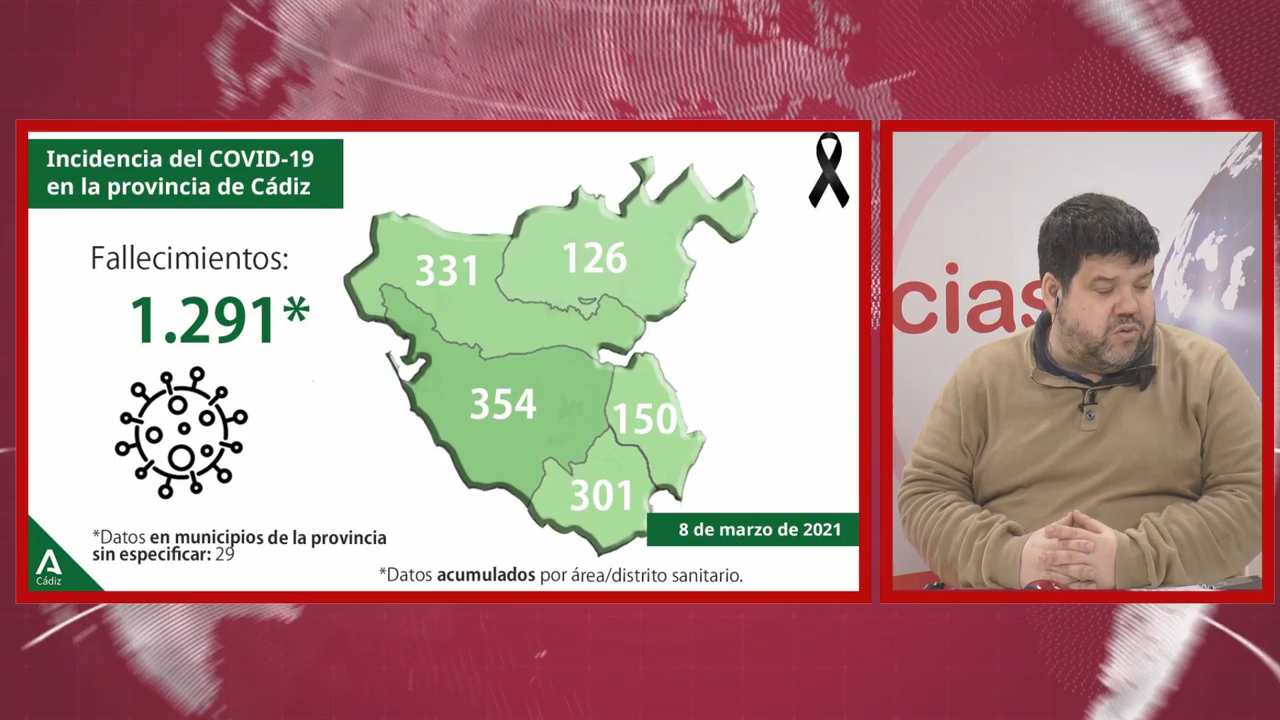 Incidencia del COVID-19
en la provincia de Cádiz
Fallecimientos:
1.291*
331
126
354
150
301
*Datos en municipios de la provincia
sin especificar: 29
8 de marzo de 2021
*Datos acumulados por área/distrito sanitario.
Cádiz
cias